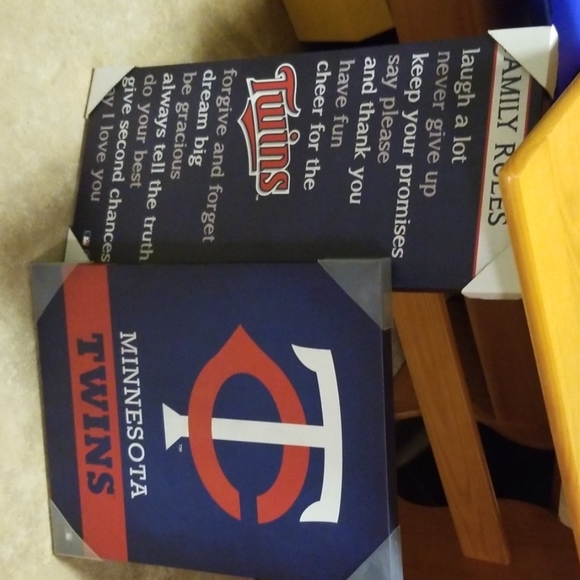 FAMILY RULES
laugh a lot
never give up
keep your promises
say please
and thank you
have fun
cheer for the
Twins
forgive and forget
dream big
be gracious
always tell the truth
do your best
give second chances
I love you
TC
MINNESOTA
TWINS